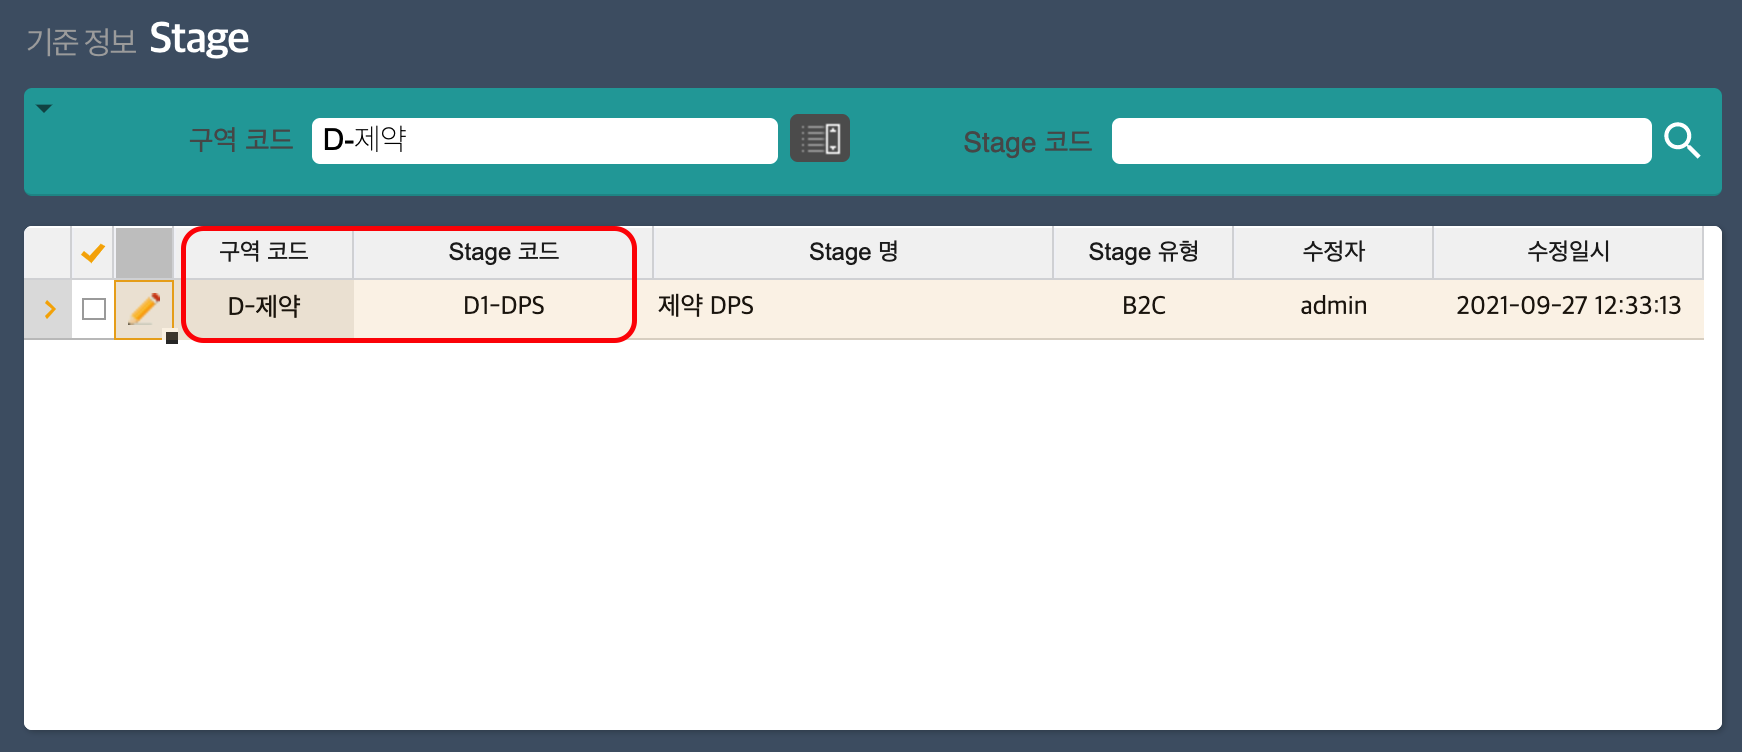 기준 정보 Stage
구역 코드 D-제약 Stage 코드
구역 코드 Stage 코드 Stage 명 Stage 유형 수정자 수정일시
D-제약 D1-DPS 제약 DPS B2C admin 2021-09-27 12:33:13